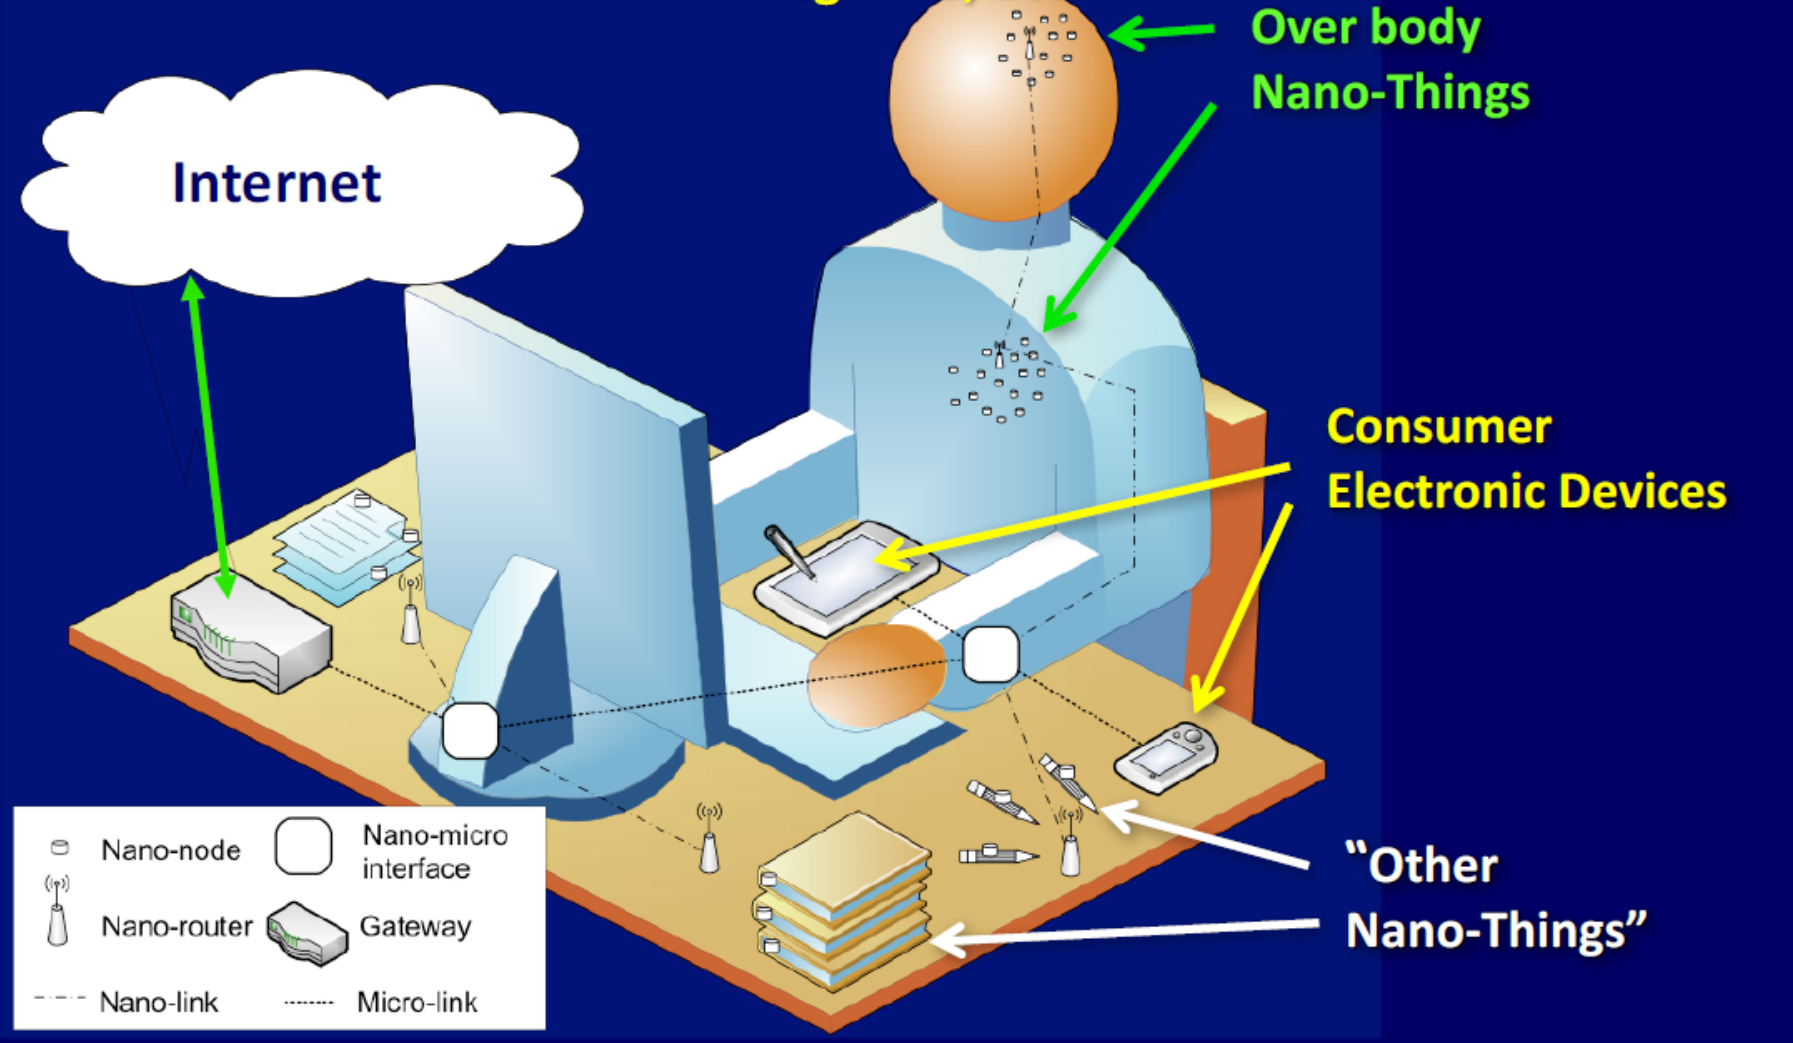 Over body
Nano-Things
Internet
Consumer
Electronic Devices
“Other
Nano-Things”
Nano-node
Nano-micro
interface
Nano-router
Gateway
Nano-link
Micro-link